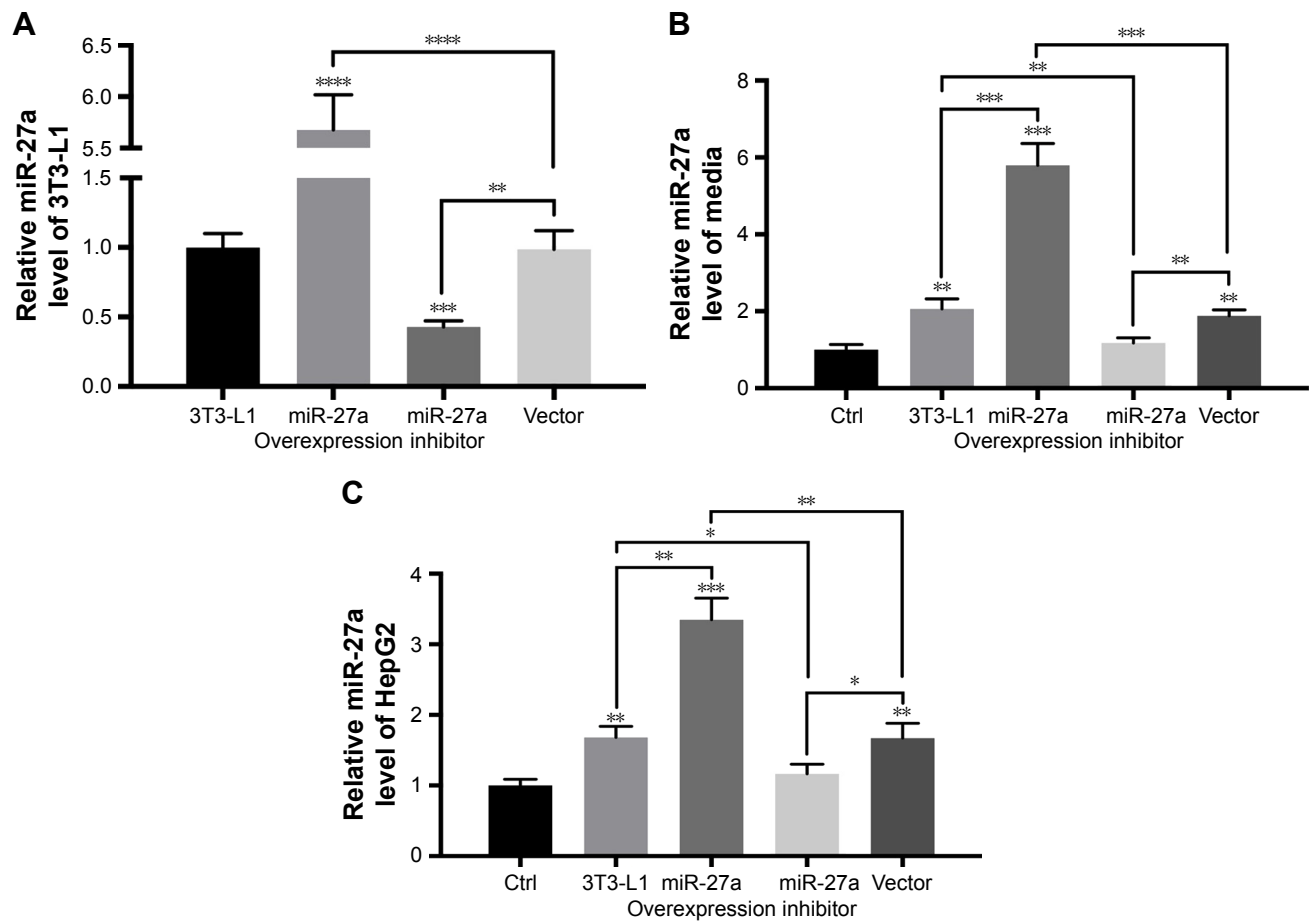 A
Relative miR-27a
level of 3T3-L1
6.5
6.0
5.5
1.5
1.0
0.5
0.0
****
****
**
***
3T3-L1 miR-27a miR-27a Vector
Overexpression inhibitor
B
Relative miR-27a
level of media
8
6
4
2
0
***
**
***
***
**
**
**
Ctrl 3T3-L1 miR-27a miR-27a Vector
Overexpression inhibitor
C
Relative miR-27a
level of HepG2
4
3
2
1
0
**
*
**
***
*
**
**
Ctrl 3T3-L1 miR-27a miR-27a Vector
Overexpression inhibitor